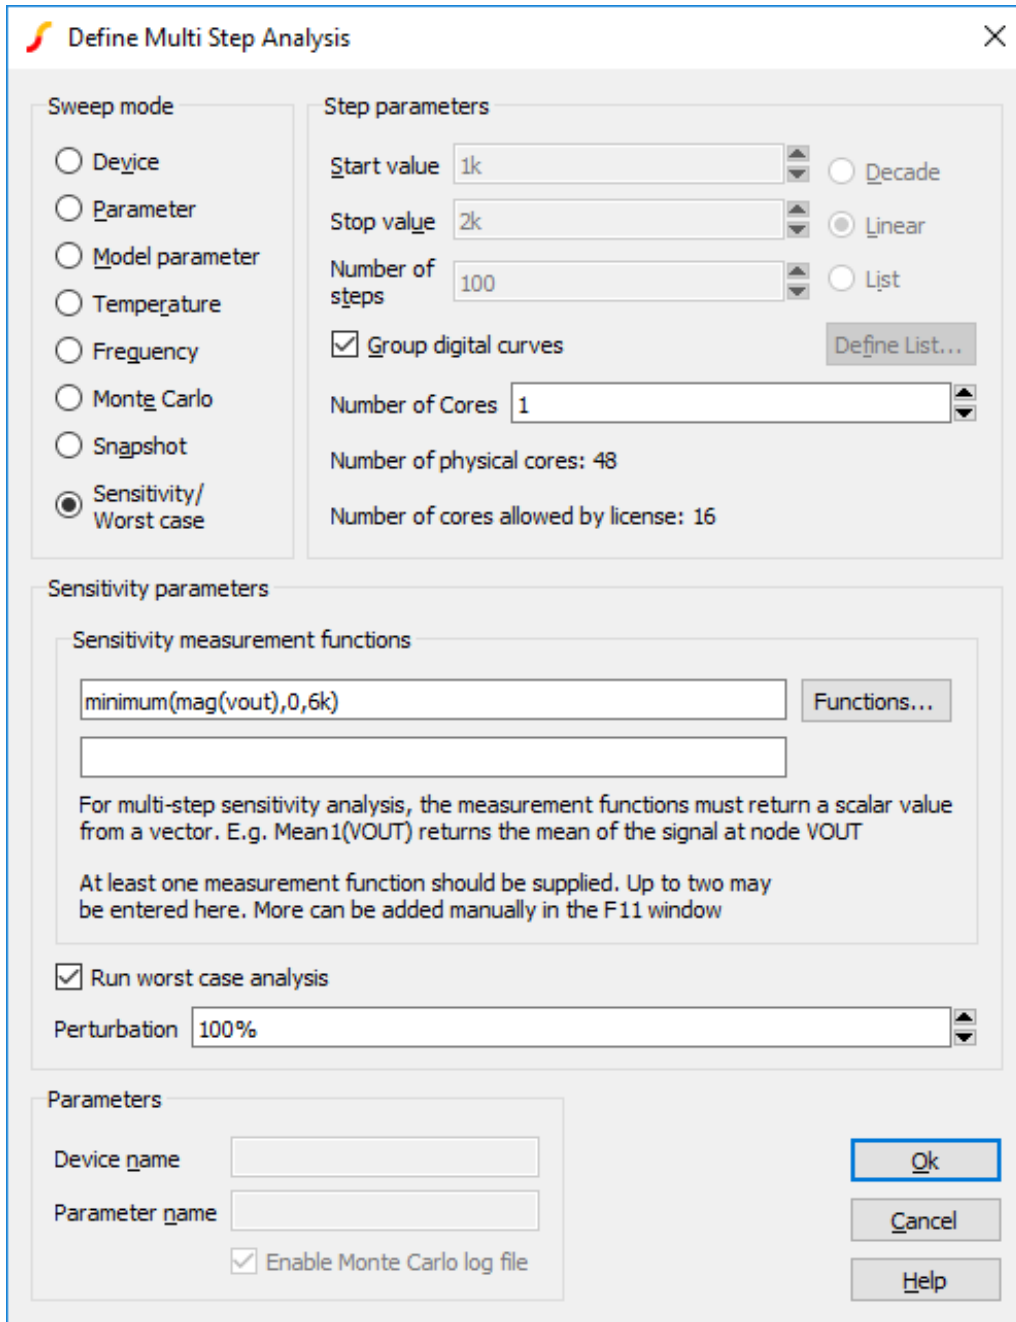 Define Multi Step Analysis
Sweep mode
Device
Parameter
Model parameter
Temperature
Frequency
Monte Carlo
Snapshot
Sensitivity/
Worst case
Step parameters
Start value 1k
Stop value 2k
Number of
steps 100
Decade
Linear
List
Group digital curves
Define List...
Number of Cores 1
Number of physical cores: 48
Number of cores allowed by license: 16
Sensitivity parameters
Sensitivity measurement functions
minimum(mag(vout),0,6k)
Functions...
For multi-step sensitivity analysis, the measurement functions must return a scalar value
from a vector. E.g. Mean1(VOUT) returns the mean of the signal at node VOUT
At least one measurement function should be supplied. Up to two may
be entered here. More can be added manually in the F11 window
Run worst case analysis
Perturbation 100%
Parameters
Device name
Parameter name
Enable Monte Carlo log file
Ok
Cancel
Help